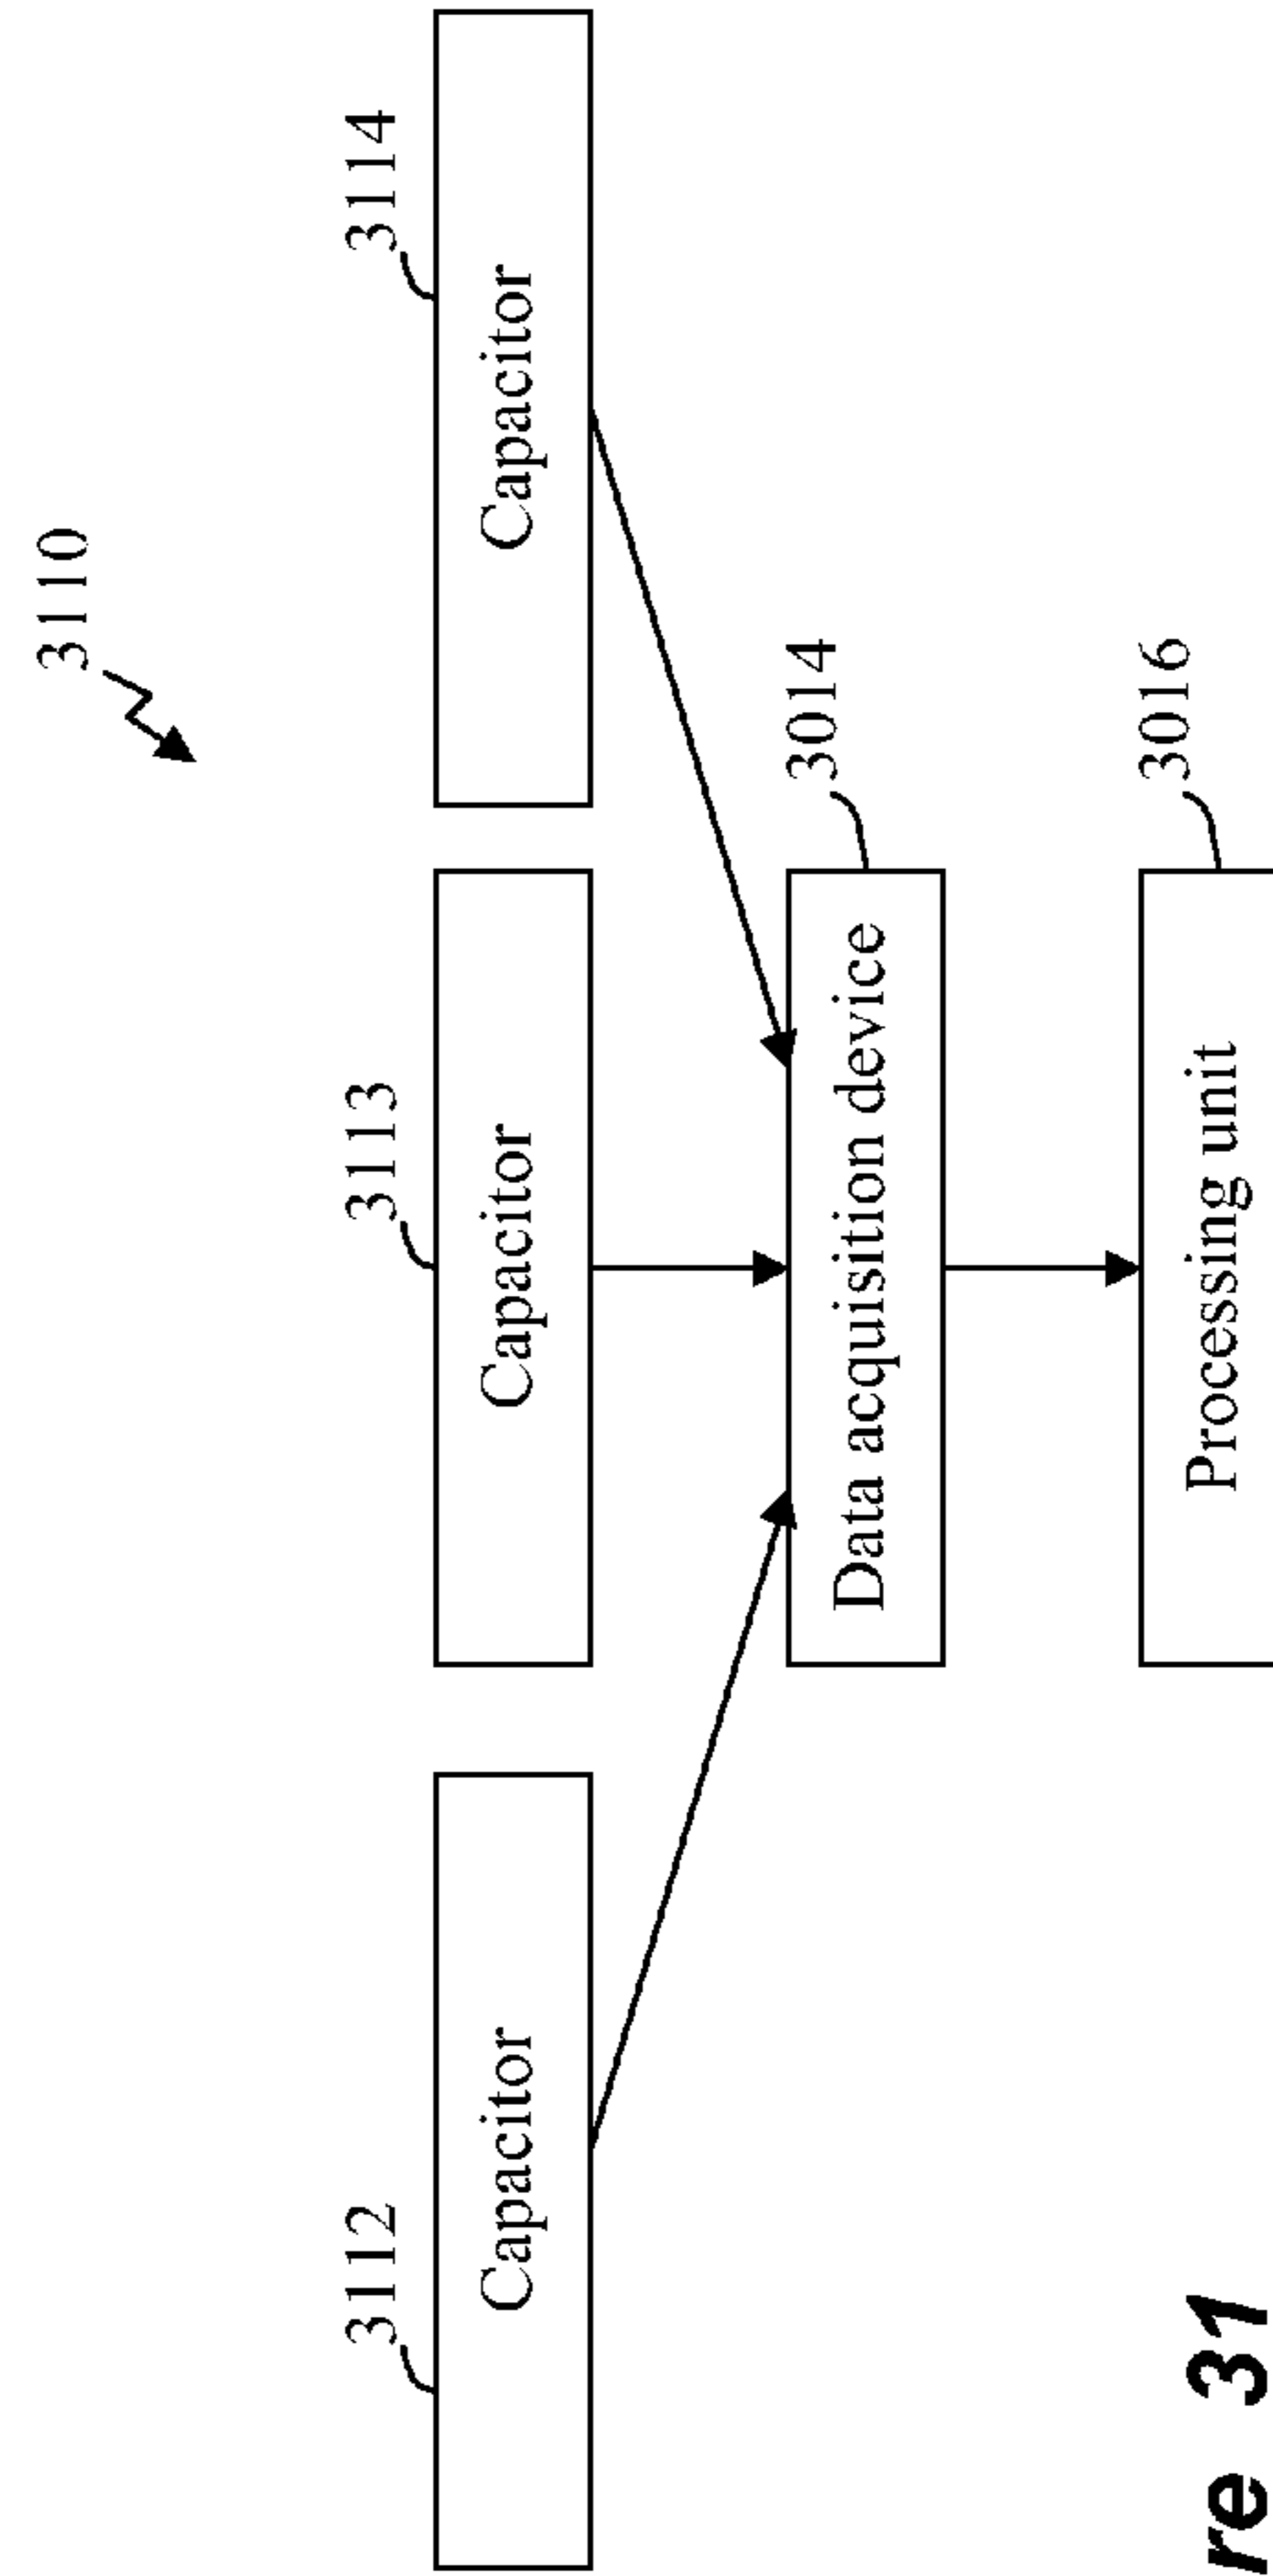 3110
3112
3113
3114
Capacitor
Capacitor
Capacitor
3014
Data acquisition device
3016
Processing unit
re 31